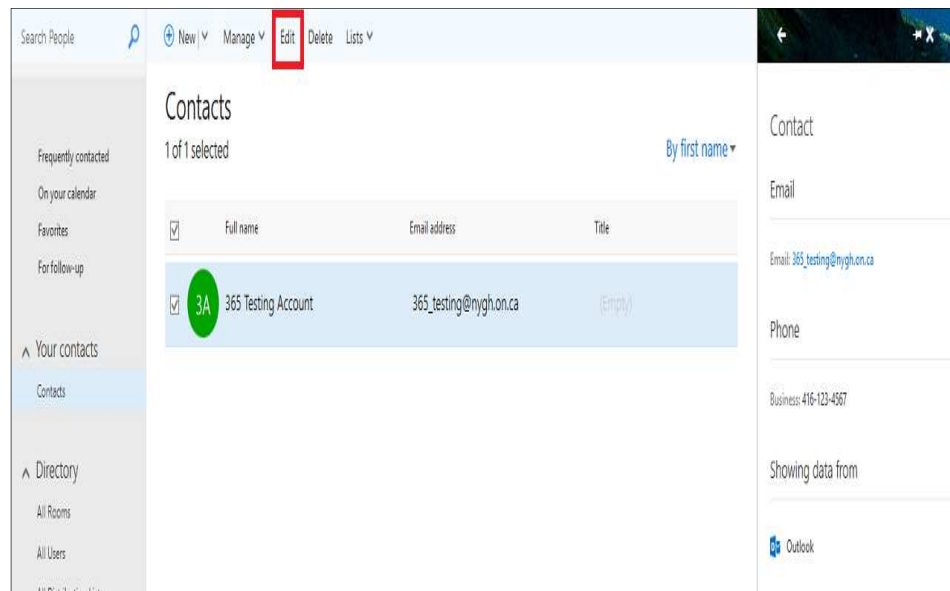 Search People
New
Manage
Edit
Delete
Lists
Frequently contacted
On your calendar
Favorites
For follow-up
Your contacts
Contacts
Directory
All Rooms
All Users
Contacts
1 of 1 selected
By first name
Full name
Email address
Title
3A
365 Testing Account
365_testing@nygh.on.ca
(Empty)
Contact
Email
Email: 365_testing@nygh.on.ca
Phone
Business: 416-123-4567
Showing data from
Outlook